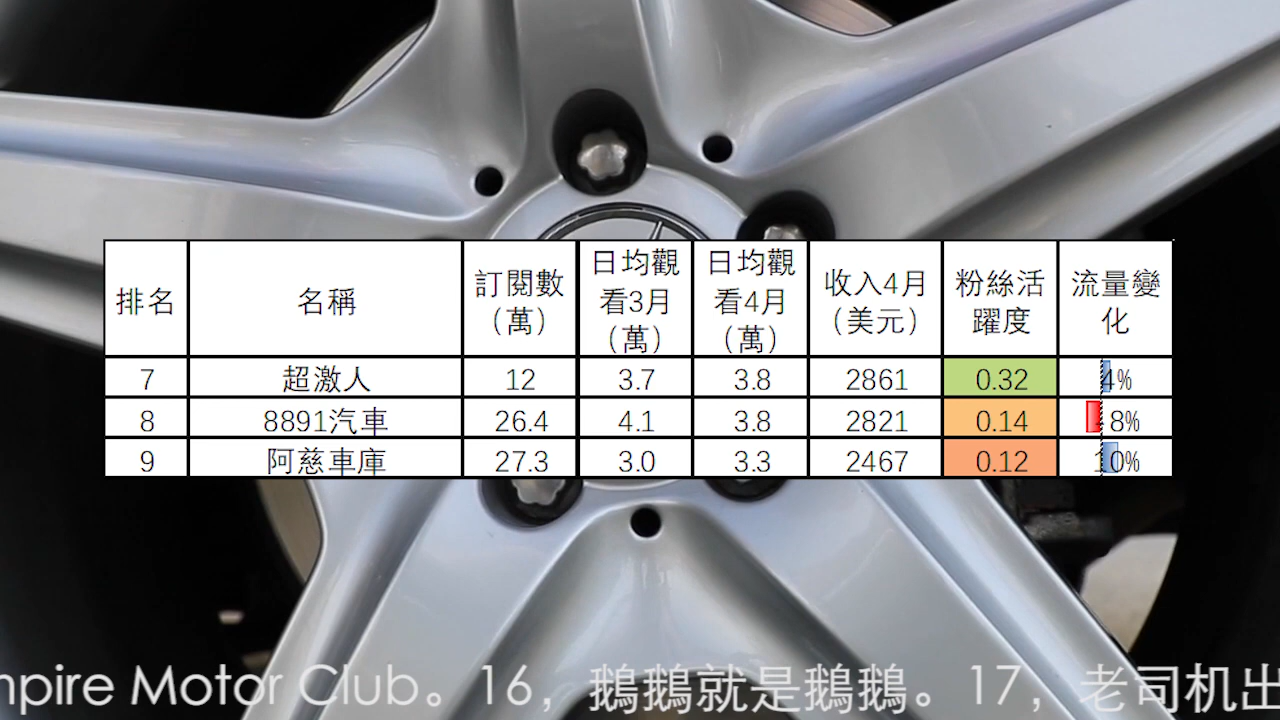 排名 名稱 訂閱數（萬） 日均觀看3月（萬） 日均觀看4月（萬） 收入4月（美元） 粉絲活躍度 流量變化
7 超激人 12 3.7 3.8 2861 0.32 4%
8 8891汽車 26.4 4.1 3.8 2821 0.14 8%
9 阿慈車庫 27.3 3.0 3.3 2467 0.12 10%
mpire Motor Club。16，鵝鵝就是鵝鵝。17，老司机出